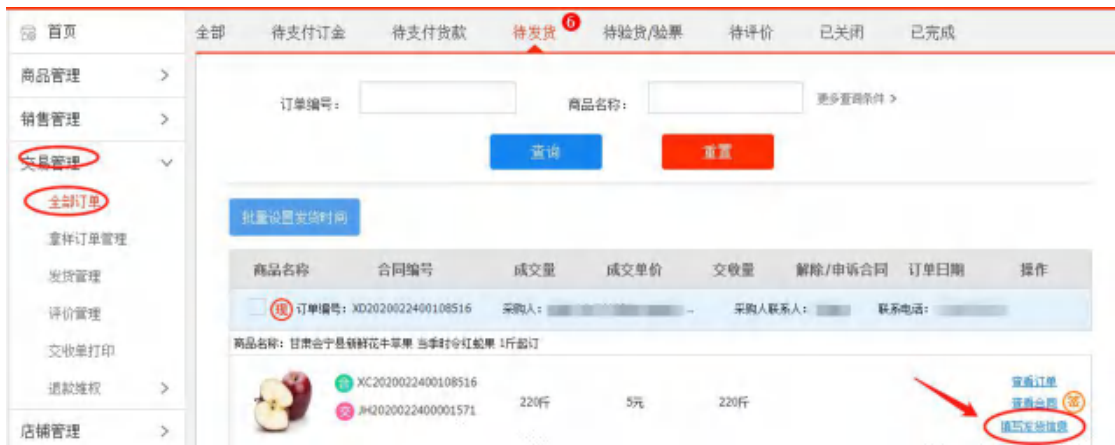 首页
全部 待支付订金 待支付货款 待发货 6 待验货/验票 待评价 已关闭 已完成
商品管理
订单编号： 商品名称： 更多查询条件 >
销售管理
查询 重置
交易管理
全部订单
批量设置发货时间
拿样订单管理
商品名称 合同编号 成交量 成交单价 交收量 解除/申诉合同 订单日期 操作
发货管理
现 订单编号：XD2020022400108516 采购人： .. 采购人联系人： 联系电话：
评价管理
商品名称：甘肃会宁县新鲜花牛苹果 当季时令红蛇果 1斤起订
交收单打印
合 XC2020022400108516 查看订单
退款维权
交 JH2020022400001571 220斤 5元 220斤 查看合同 签
填写发货信息
店铺管理